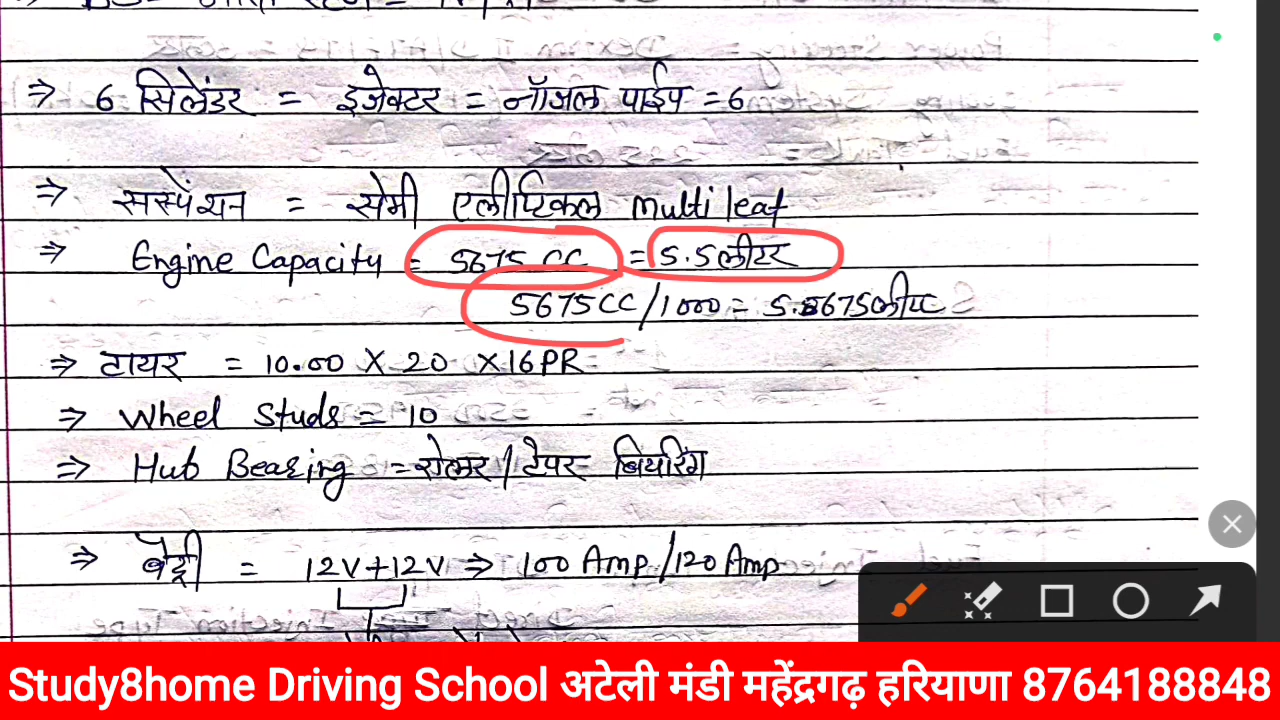 ⇒ 6 सिलेंडर = इंजेक्टर = नॉजल पाईप = 6
⇒ सस्पेंशन = सेमी एलीप्टिकल multi leaf
⇒ Engine Capacity = 5675 CC = 5.5 लीटर
5675CC/1000 = 5.5675 लीटर
⇒ टायर = 10.00 X 20 X 16PR
⇒ Wheel Studs = 10
⇒ Hub Bearing = रोलर / टेपर बियरिंग
⇒ बैट्री = 12V+12V ⇒ 100 Amp/120 Amp
Study8home Driving School अटेली मंडी महेंद्रगढ़ हरियाणा 8764188848